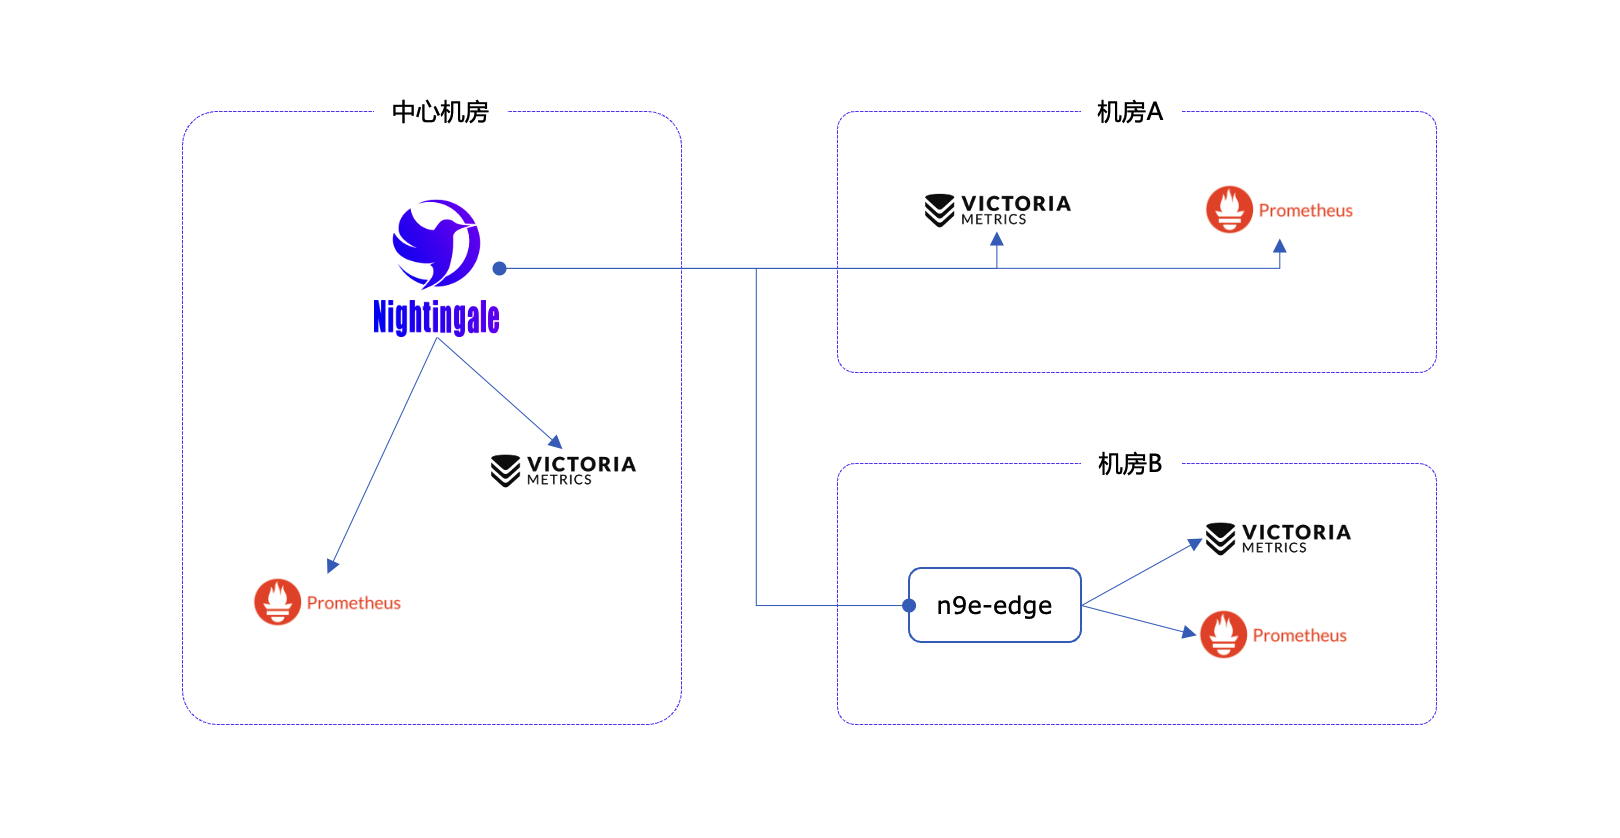 中心机房
Nightingale
VICTORIA
METRICS
Prometheus
机房A
VICTORIA
METRICS
Prometheus
机房B
n9e-edge
VICTORIA
METRICS
Prometheus